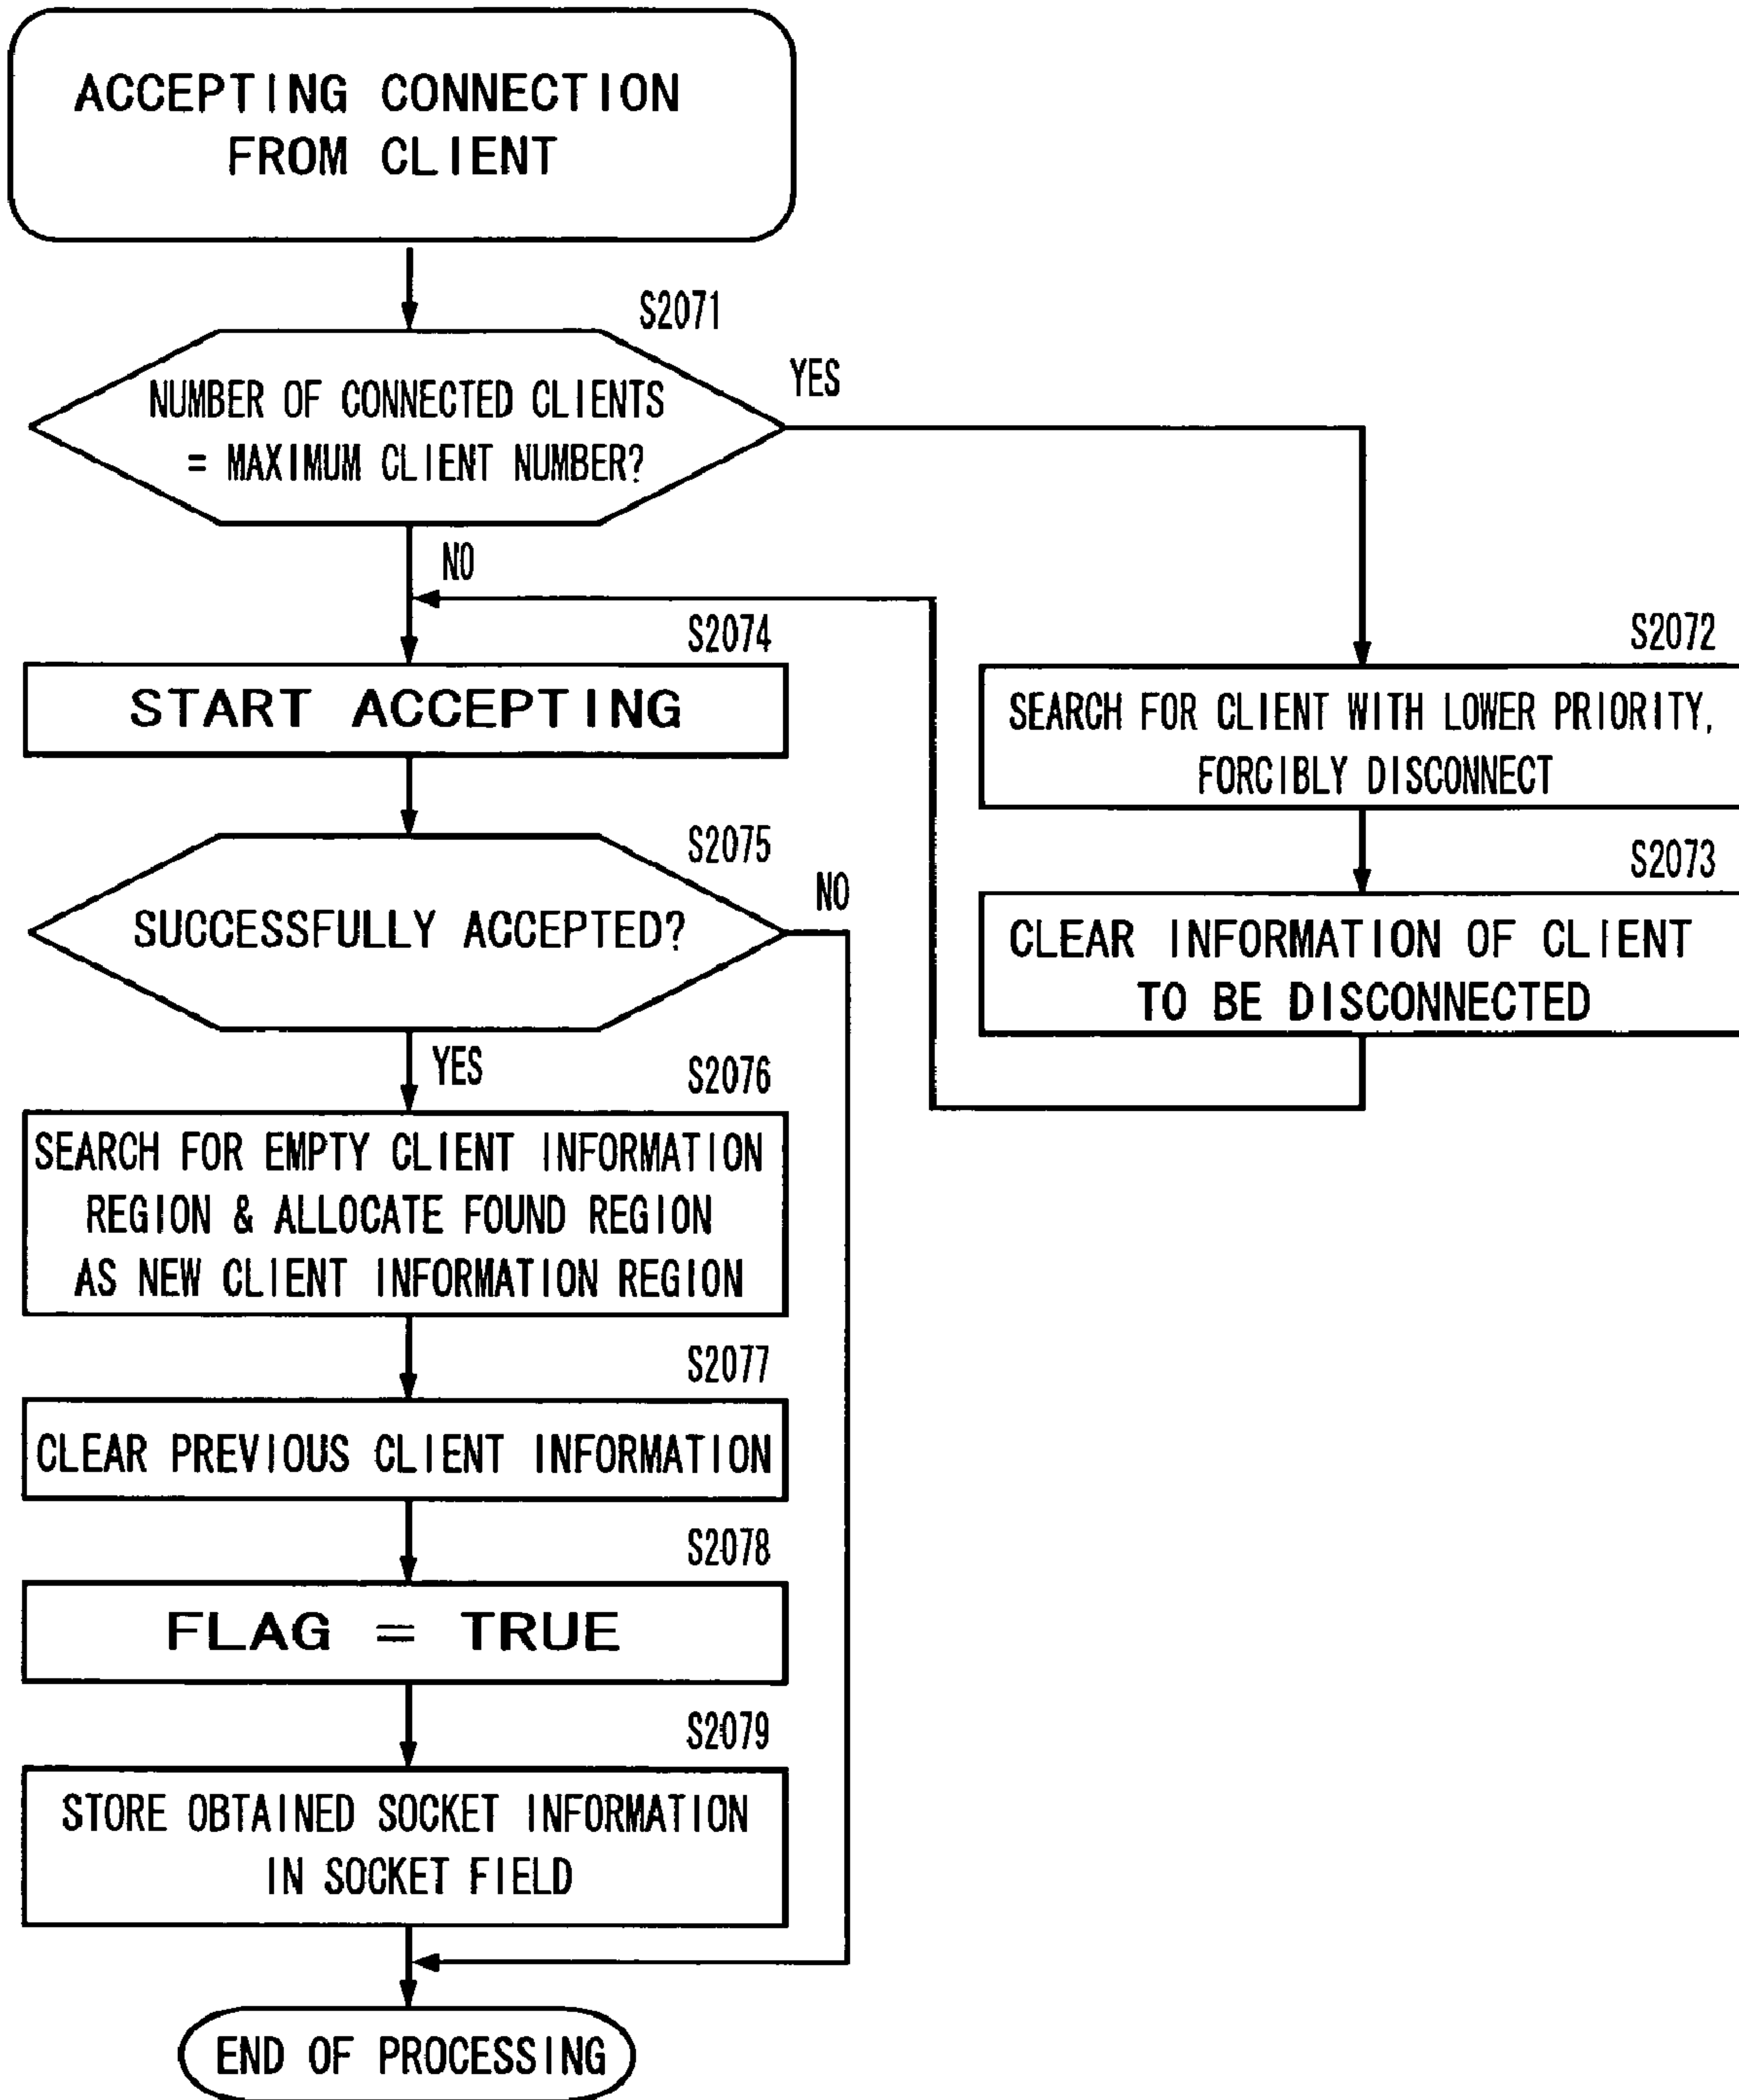 ACCEPTING CONNECTION
FROM CLIENT
S2071
NUMBER OF CONNECTED CLIENTS
= MAXIMUM CLIENT NUMBER?
YES
NO
S2074
START ACCEPTING
S2072
SEARCH FOR CLIENT WITH LOWER PRIORITY,
FORCIBLY DISCONNECT
S2073
CLEAR INFORMATION OF CLIENT
TO BE DISCONNECTED
S2075
SUCCESSFULLY ACCEPTED?
NO
YES
S2076
SEARCH FOR EMPTY CLIENT INFORMATION
REGION & ALLOCATE FOUND REGION
AS NEW CLIENT INFORMATION REGION
S2077
CLEAR PREVIOUS CLIENT INFORMATION
S2078
FLAG = TRUE
S2079
STORE OBTAINED SOCKET INFORMATION
IN SOCKET FIELD
END OF PROCESSING